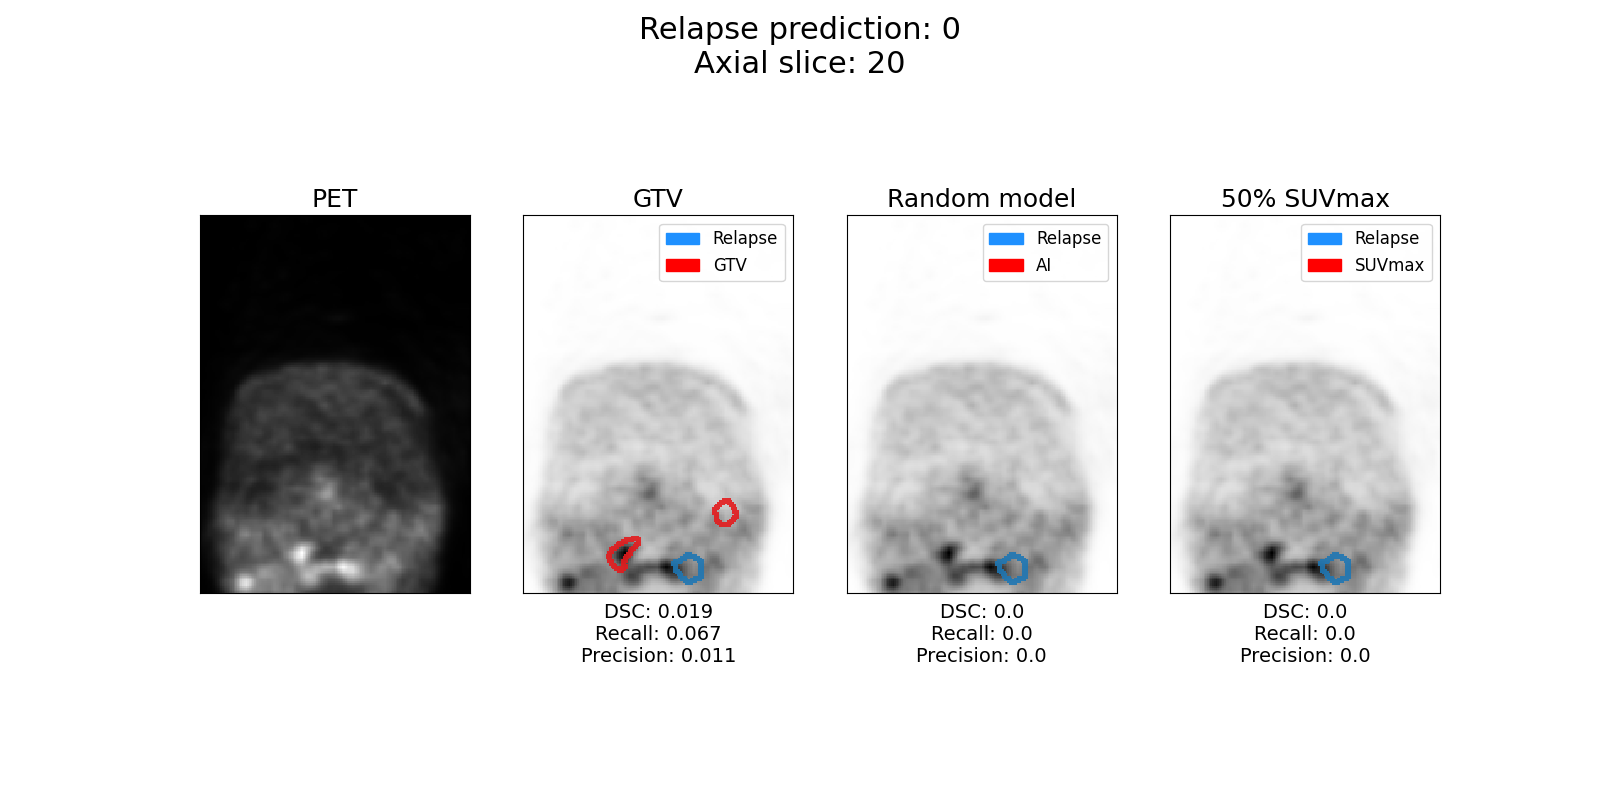 Relapse prediction: 0
Axial slice: 20
PET
GTV
Relapse
GTV
DSC: 0.019
Recall: 0.067
Precision: 0.011
Random model
Relapse
AI
DSC: 0.0
Recall: 0.0
Precision: 0.0
50% SUVmax
Relapse
SUVmax
DSC: 0.0
Recall: 0.0
Precision: 0.0